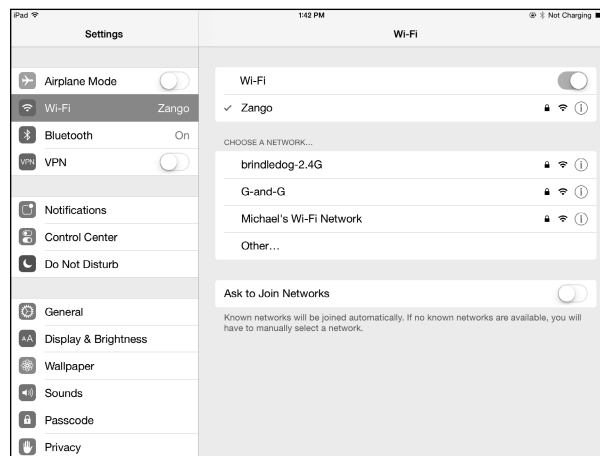 iPad
1:42 PM
Not Charging
Settings
Wi-Fi
Airplane Mode
Wi-Fi
Zango
Bluetooth
On
VPN
VPN
Notifications
Control Center
Do Not Disturb
General
AA
Display & Brightness
Wallpaper
Sounds
Passcode
Privacy
Wi-Fi
Zango
CHOOSE A NETWORK...
brindledog-2.4G
G-and-G
Michael's Wi-Fi Network
Other...
Ask to Join Networks
Known networks will be joined automatically. If no known networks are available, you will
have to manually select a network.